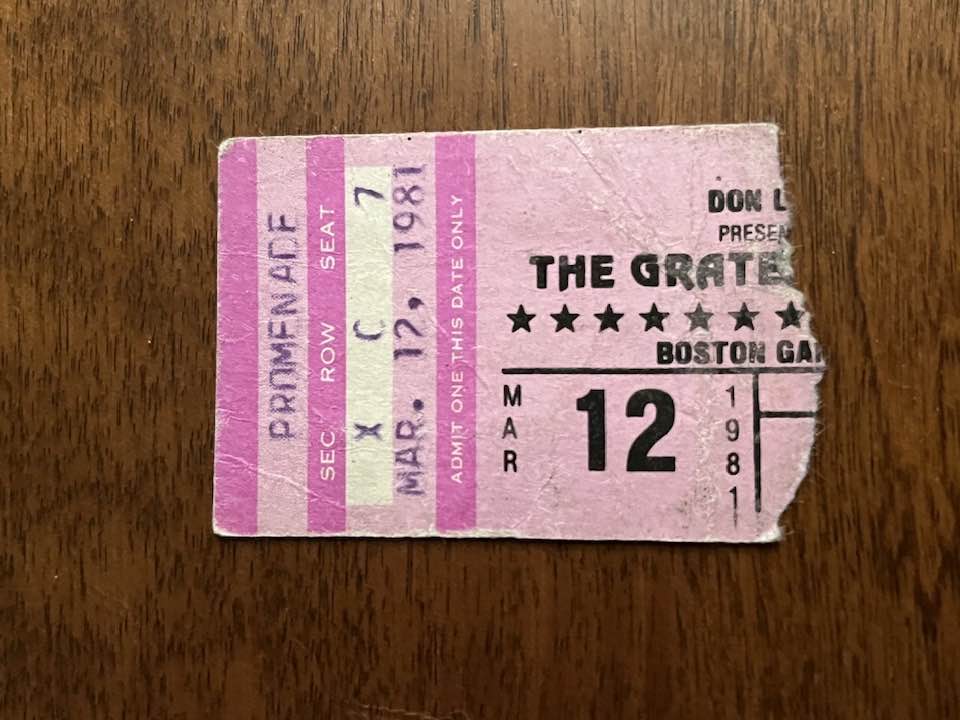 PROMENADE
SEC ROW SEAT
X C 7
MAR. 12, 1981
ADMIT ONE THIS DATE ONLY
DON L
PRESEN
THE GRATE
★★★★★★★
BOSTON GAR
MAR 12 1981